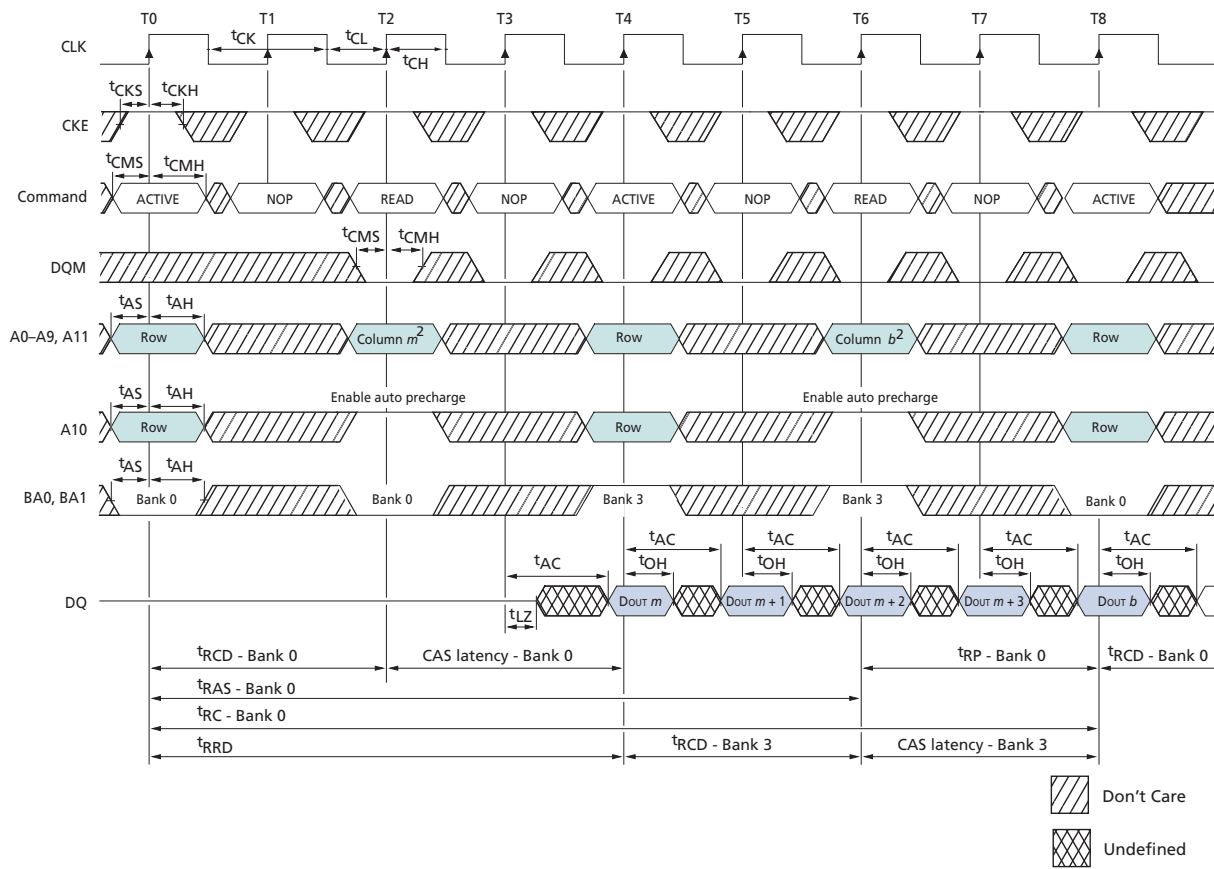 T0 T1 T2 T3 T4 T5 T6 T7 T8
CLK
tCK tCL
tCH
tCKS tCKH
CKE
tCMS tCMH
Command ACTIVE NOP READ NOP ACTIVE NOP READ NOP ACTIVE
tCMS tCMH
DQM
tAS tAH
A0–A9, A11 Row Column m2 Row Column b2 Row
tAS tAH Enable auto precharge Enable auto precharge
A10 Row Row Row
tAS tAH
BA0, BA1 Bank 0 Bank 0 Bank 3 Bank 3 Bank 0
tAC tAC tAC tAC tAC tAC
tOH tOH tOH tOH tOH
DQ DOUT m DOUT m + 1 DOUT m + 2 DOUT m + 3 DOUT b
tLZ
tRCD - Bank 0 CAS latency - Bank 0 tRP - Bank 0 tRCD - Bank 0
tRAS - Bank 0
tRC - Bank 0
tRRD tRCD - Bank 3 CAS latency - Bank 3
Don't Care
Undefined